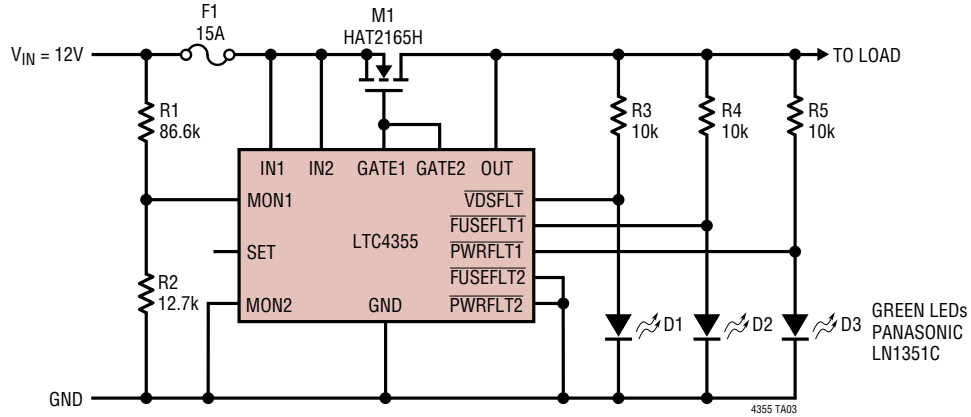 F1
15A
M1
HAT2165H
VIN = 12V
TO LOAD
R1
86.6k
R3
10k
R4
10k
R5
10k
IN1 IN2 GATE1 GATE2 OUT
MON1
VDSFLT
FUSEFLT1
LTC4355
SET
PWRFLT1
FUSEFLT2
R2
12.7k
MON2
GND
PWRFLT2
D1
D2
D3
GREEN LEDs
PANASONIC
LN1351C
GND
4355 TA03